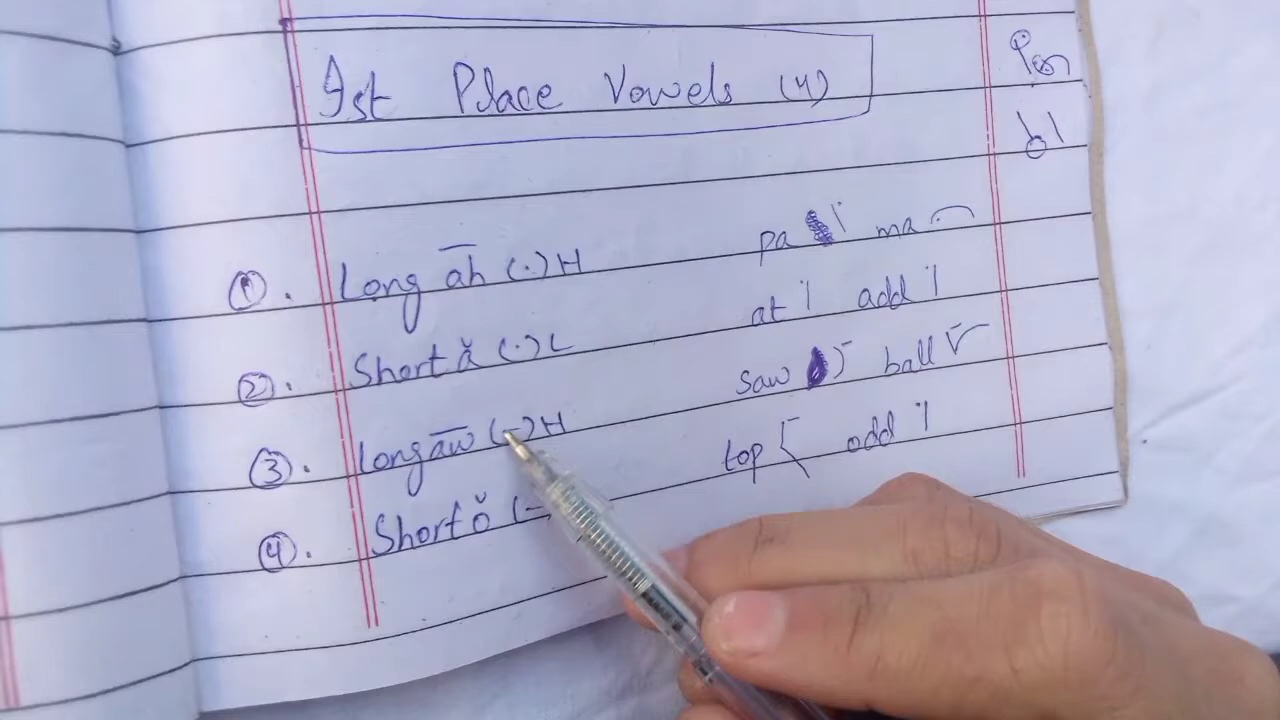 1st Place Vowels (4)
① . Long āh (·) H pa ma
② . Short ă (·) L at add
③ . Long āw (-) H saw ball
④ . Short ŏ (- top odd